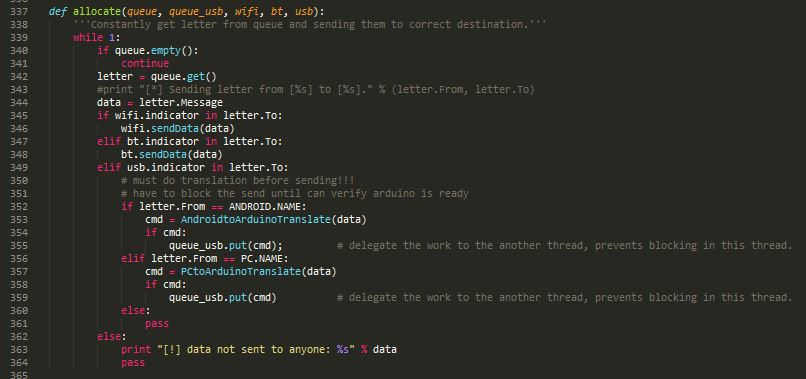 337 def allocate(queue, queue_usb, wifi, bt, usb):
338     '''Constantly get letter from queue and sending them to correct destination.'''
339     while 1:
340         if queue.empty():
341             continue
342         letter = queue.get()
343         #print "[*] Sending letter from [%s] to [%s]." % (letter.From, letter.To)
344         data = letter.Message
345         if wifi.indicator in letter.To:
346             wifi.sendData(data)
347         elif bt.indicator in letter.To:
348             bt.sendData(data)
349         elif usb.indicator in letter.To:
350             # must do translation before sending!!!
351             # have to block the send until can verify arduino is ready
352             if letter.From == ANDROID.NAME:
353                 cmd = AndroidtoArduinoTranslate(data)
354                 if cmd:
355                     queue_usb.put(cmd);         # delegate the work to the another thread, prevents blocking in this thread.
356             elif letter.From == PC.NAME:
357                 cmd = PCtoArduinoTranslate(data)
358                 if cmd:
359                     queue_usb.put(cmd)          # delegate the work to the another thread, prevents blocking in this thread.
360             else:
361                 pass
362         else:
363             print "[!] data not sent to anyone: %s" % data
364             pass
365